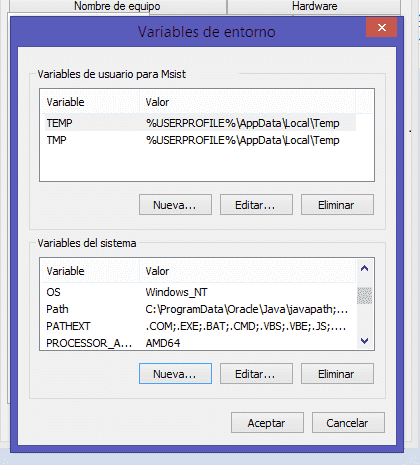 Nombre de equipo Hardware
Variables de entorno
Variables de usuario para Msist
Variable Valor
TEMP %USERPROFILE%\AppData\Local\Temp
TMP %USERPROFILE%\AppData\Local\Temp
Nueva... Editar... Eliminar
Variables del sistema
Variable Valor
OS Windows_NT
Path C:\ProgramData\Oracle\Java\javapath;...
PATHEXT .COM;.EXE;.BAT;.CMD;.VBS;.VBE;.JS;....
PROCESSOR_A... AMD64
Nueva... Editar... Eliminar
Aceptar Cancelar